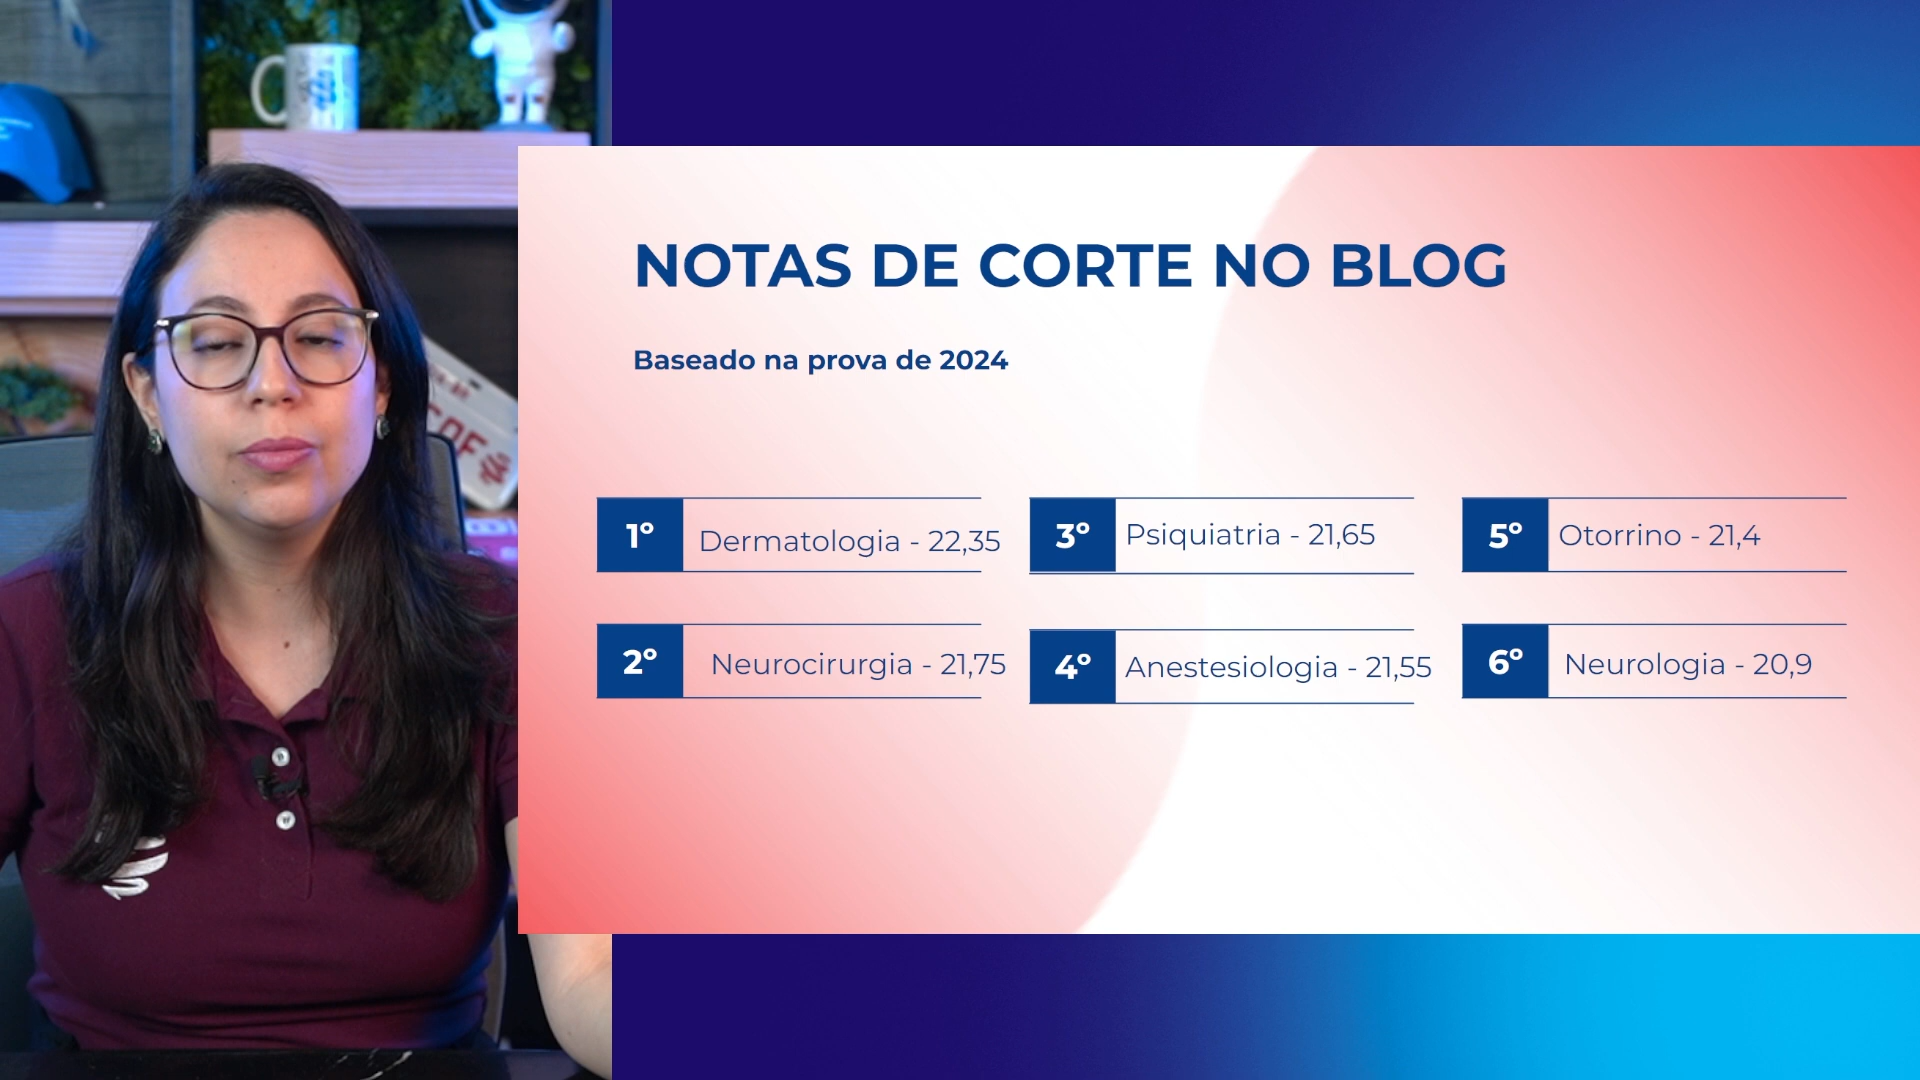 NOTAS DE CORTE NO BLOG
Baseado na prova de 2024
1º Dermatologia - 22,35
2º Neurocirurgia - 21,75
3º Psiquiatria - 21,65
4º Anestesiologia - 21,55
5º Otorrino - 21,4
6º Neurologia - 20,9